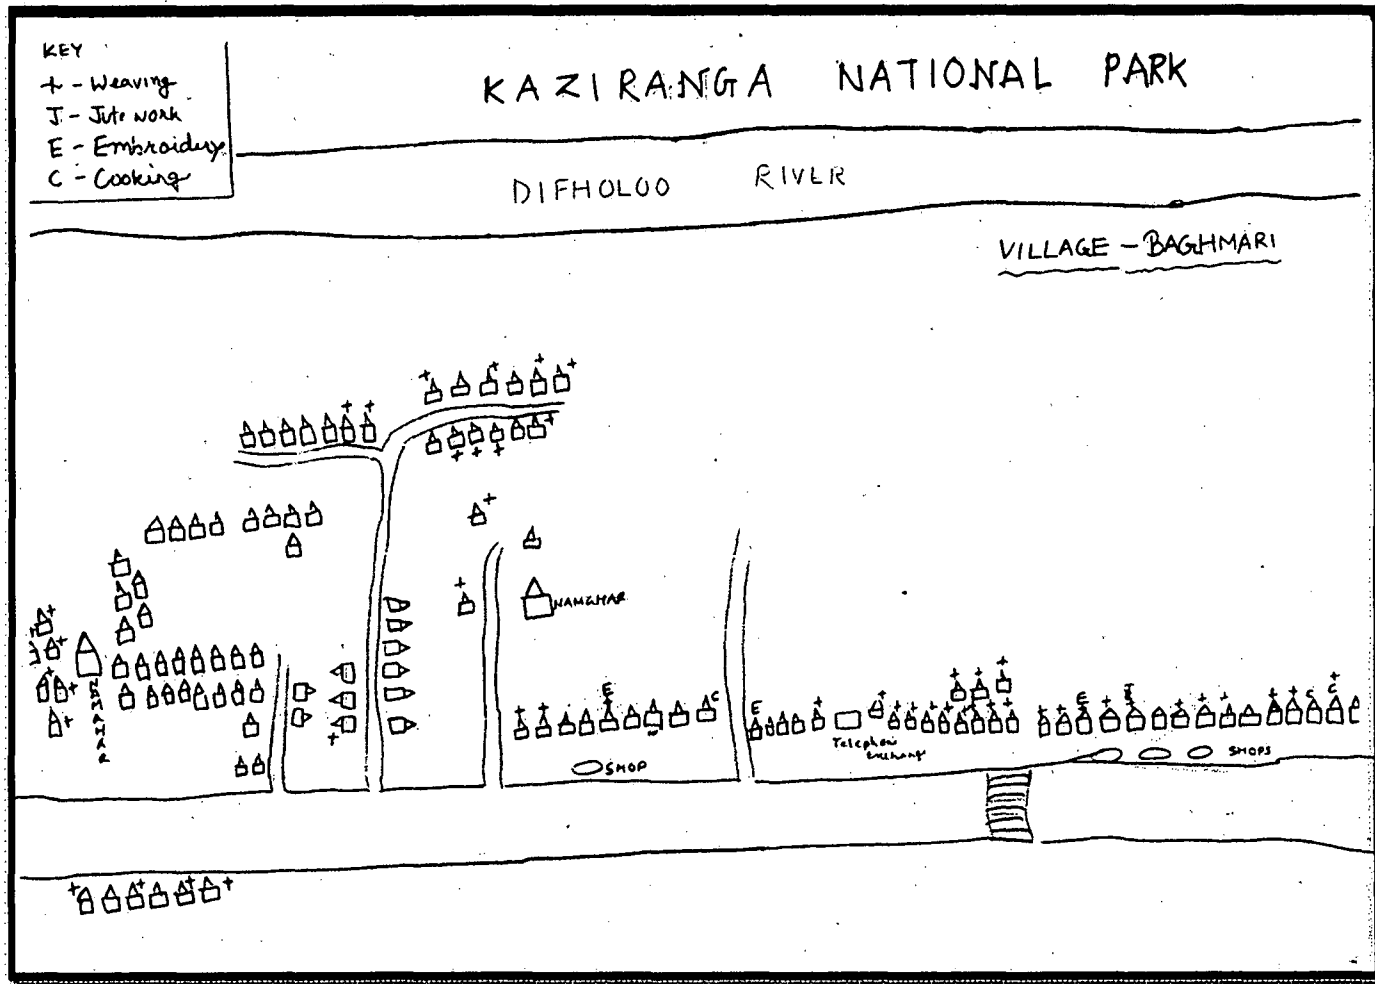 KEY
+ - Weaving
J - Jute work
E - Embroidery
C - Cooking
KAZIRANGA NATIONAL PARK
DIFHOLOO RIVER
VILLAGE - BAGHMARI
NAMGHAR
NAMGHAR
E
C
E
Telephone
Exchange
E
J
C
C
SHOP
SHOPS